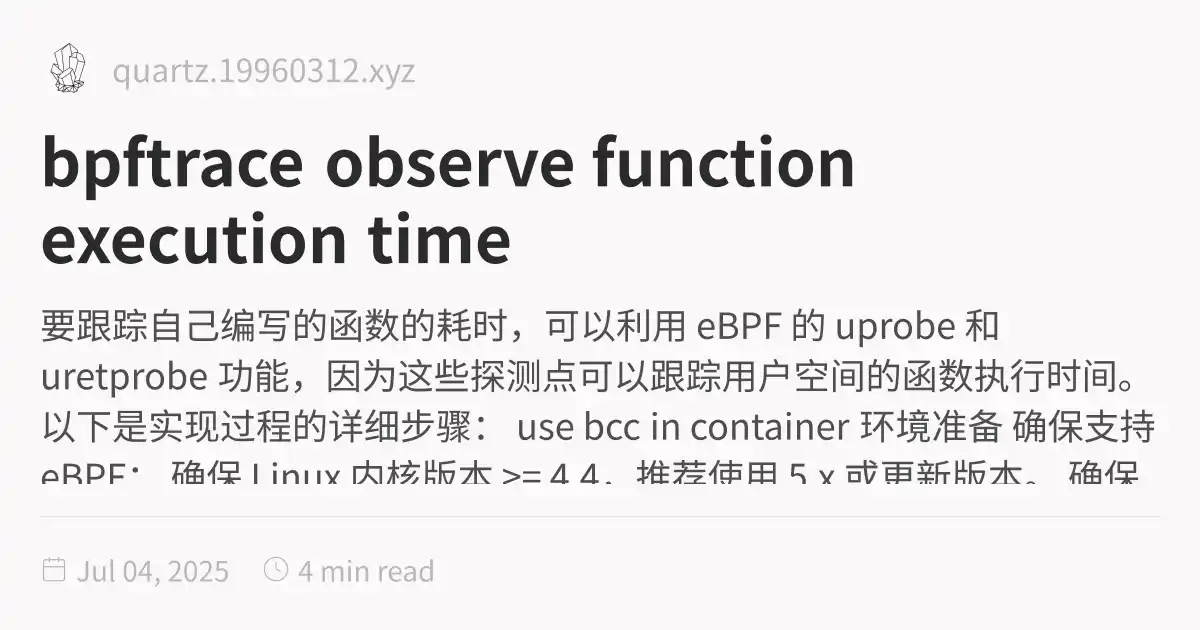 quartz.19960312.xyz
bpftrace observe function
execution time
要跟踪自己编写的函数的耗时，可以利用 eBPF 的 uprobe 和
uretprobe 功能，因为这些探测点可以跟踪用户空间的函数执行时间。
以下是实现过程的详细步骤： use bcc in container 环境准备 确保支持
eBPF： 确保 Linux 内核版本 >= 4.4，推荐使用 5.x 或更新版本。 确保
Jul 04, 2025 4 min read